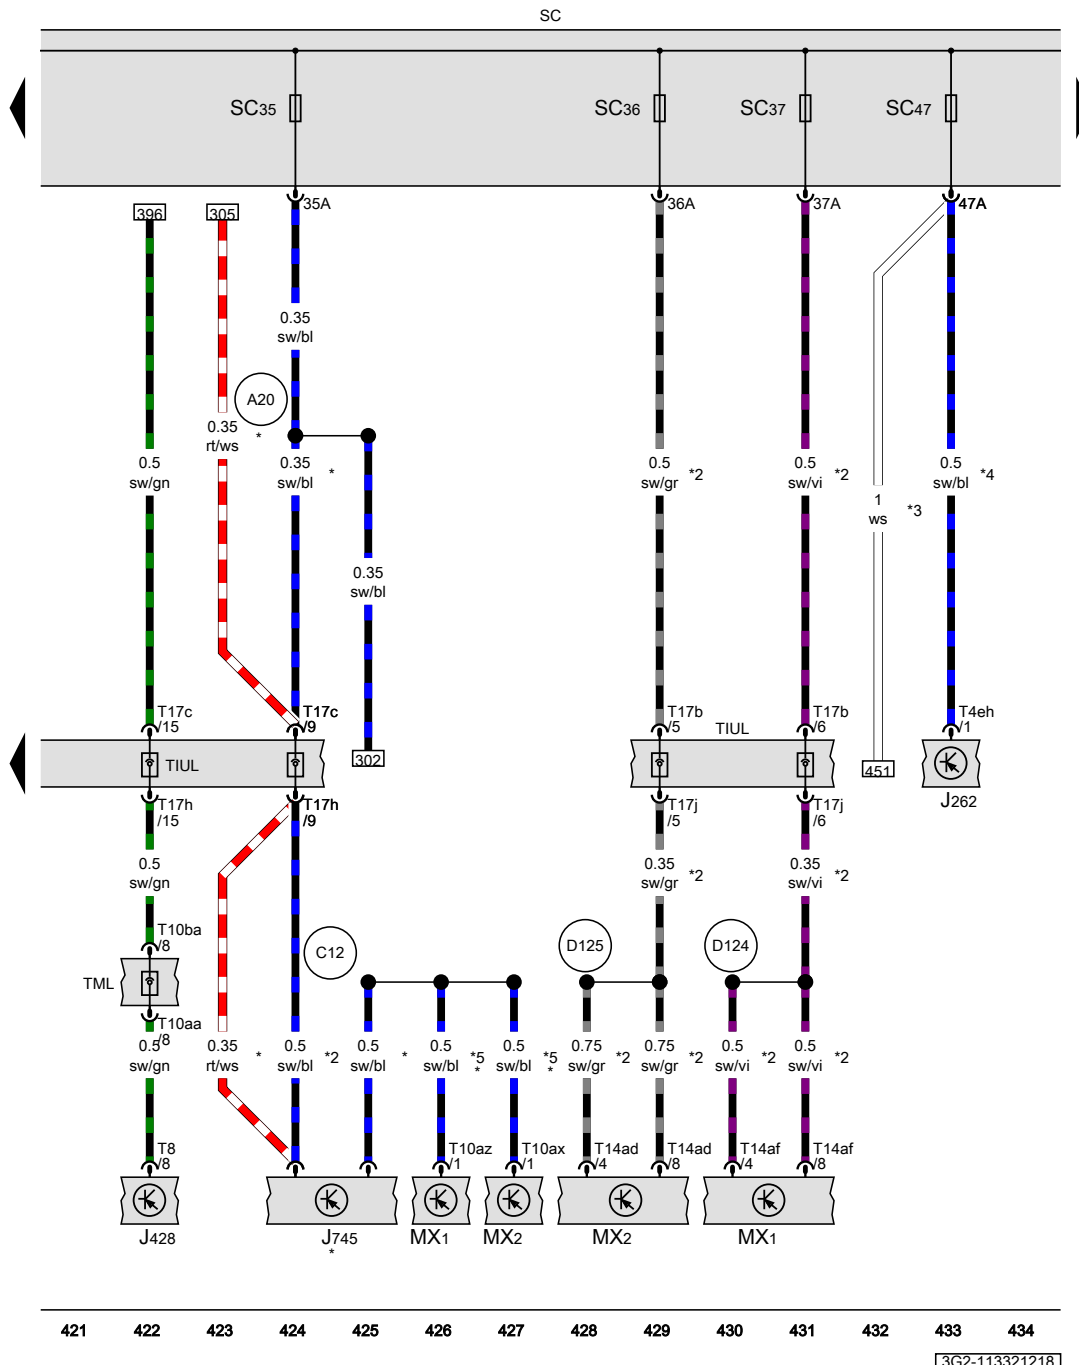 SC
SC35
SC36
SC37
SC47
396
305
35A
36A
37A
47A
0.35
sw/bl
A20
0.35
rt/ws
*
0.5
sw/gn
0.35
sw/bl
*
0.5
sw/gr
*2
0.5
sw/vi
*2
0.5
sw/bl
*4
1
ws
*3
0.35
sw/bl
T17c
/15
T17c
/9
T17b
/5
TIUL
T17b
/6
T4eh
/1
TIUL
302
451
J262
T17h
/15
T17h
/9
T17j
/5
T17j
/6
0.5
sw/gn
0.35
sw/gr
*2
0.35
sw/vi
*2
T10ba
/8
C12
D125
D124
TML
T10aa
/8
0.5
sw/gn
0.35
rt/ws
*
0.5
sw/bl
*2
0.5
sw/bl
*
0.5
sw/bl
*5
*
0.5
sw/bl
*5
*
0.75
sw/gr
*2
0.75
sw/gr
*2
0.5
sw/vi
*2
0.5
sw/vi
*2
T8
/8
T10az
/1
T10ax
/1
T14ad
/4
T14ad
/8
T14af
/4
T14af
/8
J428
J745
*
MX1
MX2
MX2
MX1
421 422 423 424 425 426 427 428 429 430 431 432 433 434
3G2-113321218